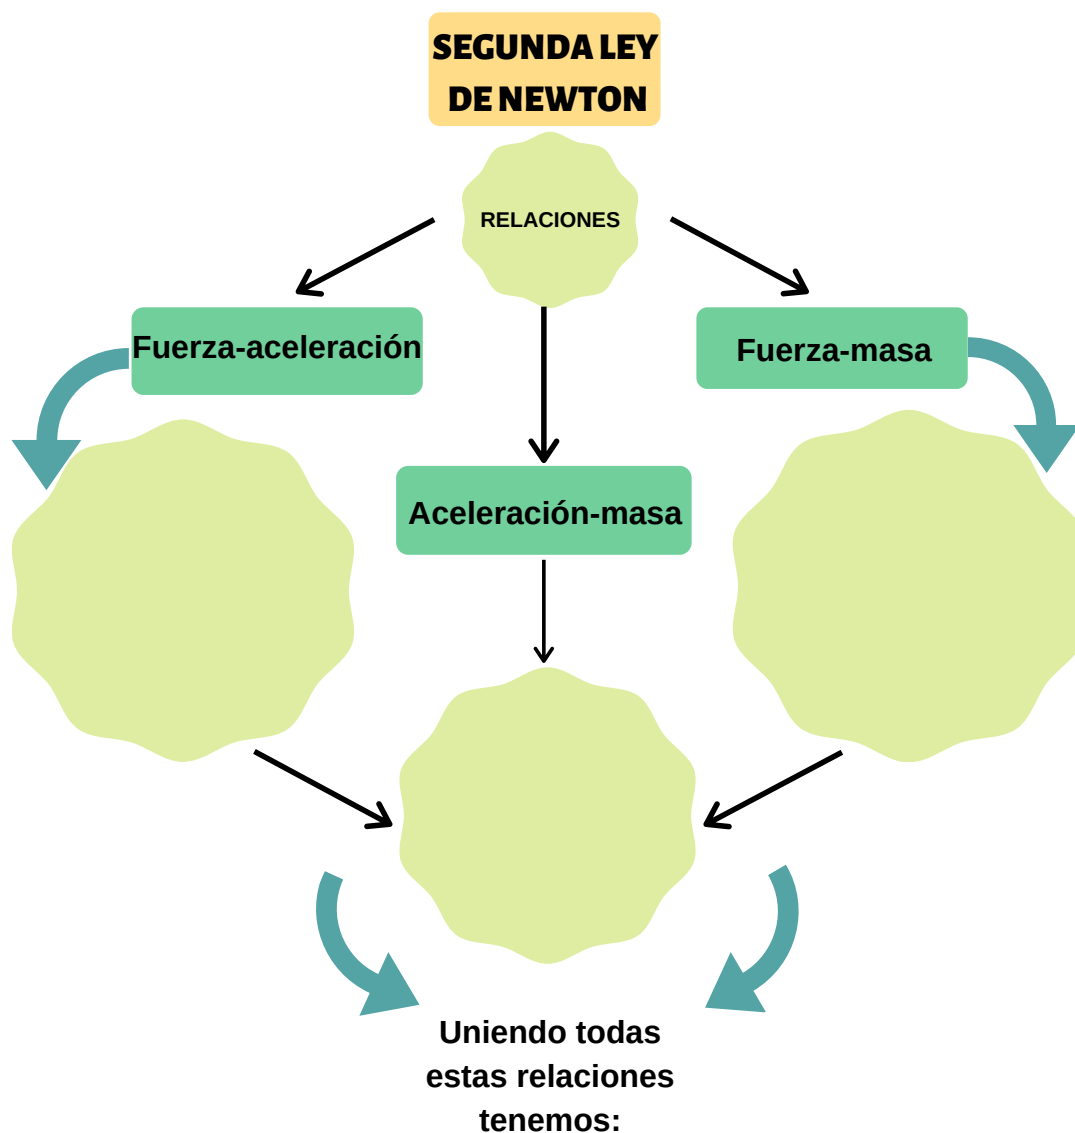 SEGUNDA LEY
DE NEWTON
RELACIONES
Fuerza-aceleración
Fuerza-masa
Aceleración-masa
Uniendo todas
estas relaciones
tenemos: